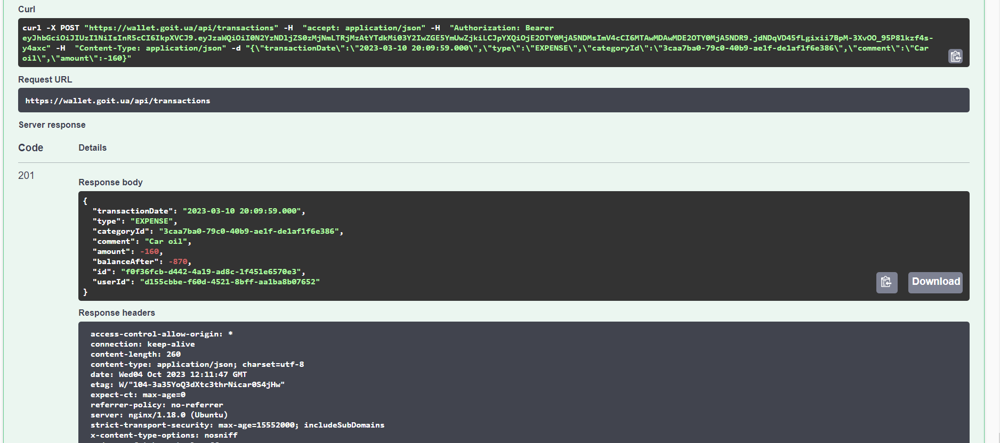 Curl
curl -X POST "https://wallet.goit.ua/api/transactions" -H  "accept: application/json" -H  "Authorization: Bearer
eyJhbGciOiJIUzI1NiIsInR5cCI6IkpXVCJ9.eyJzaWQiOiI0N2YzNDljZS0zMjNmLTRjMzAtYTdkMi03Y2IwZGE5YmUwZjkiLCJpYXQiOjE2OTY0MjA5NDMsImV4cCI6MTAwMDAwMDE2OTY0MjA5NDR9.jdNDqVD45fLgixii7BpM-3XvOO_95P81kzf4s-
y4axc" -H  "Content-Type: application/json" -d "{\"transactionDate\":\"2023-03-10 20:09:59.000\",\"type\":\"EXPENSE\",\"categoryId\":\"3caa7ba0-79c0-40b9-ae1f-de1af1f6e386\",\"comment\":\"Car
oil\",\"amount\":-160}"
Request URL
https://wallet.goit.ua/api/transactions
Server response
Code Details
201
Response body
{
"transactionDate": "2023-03-10 20:09:59.000",
"type": "EXPENSE",
"categoryId": "3caa7ba0-79c0-40b9-ae1f-de1af1f6e386",
"comment": "Car oil",
"amount": -160,
"balanceAfter": -870,
"id": "f0f36fcb-d442-4a19-ad8c-1f451e6570e3",
"userId": "d155cbbe-f60d-4521-8bff-aa1ba8b07652"
}
Download
Response headers
access-control-allow-origin: *
connection: keep-alive
content-length: 260
content-type: application/json; charset=utf-8
date: Wed04 Oct 2023 12:11:47 GMT
etag: W/"104-3a35YoQ3dXtc3thrNicar0S4jHw"
expect-ct: max-age=0
referrer-policy: no-referrer
server: nginx/1.18.0 (Ubuntu)
strict-transport-security: max-age=15552000; includeSubDomains
x-content-type-options: nosniff